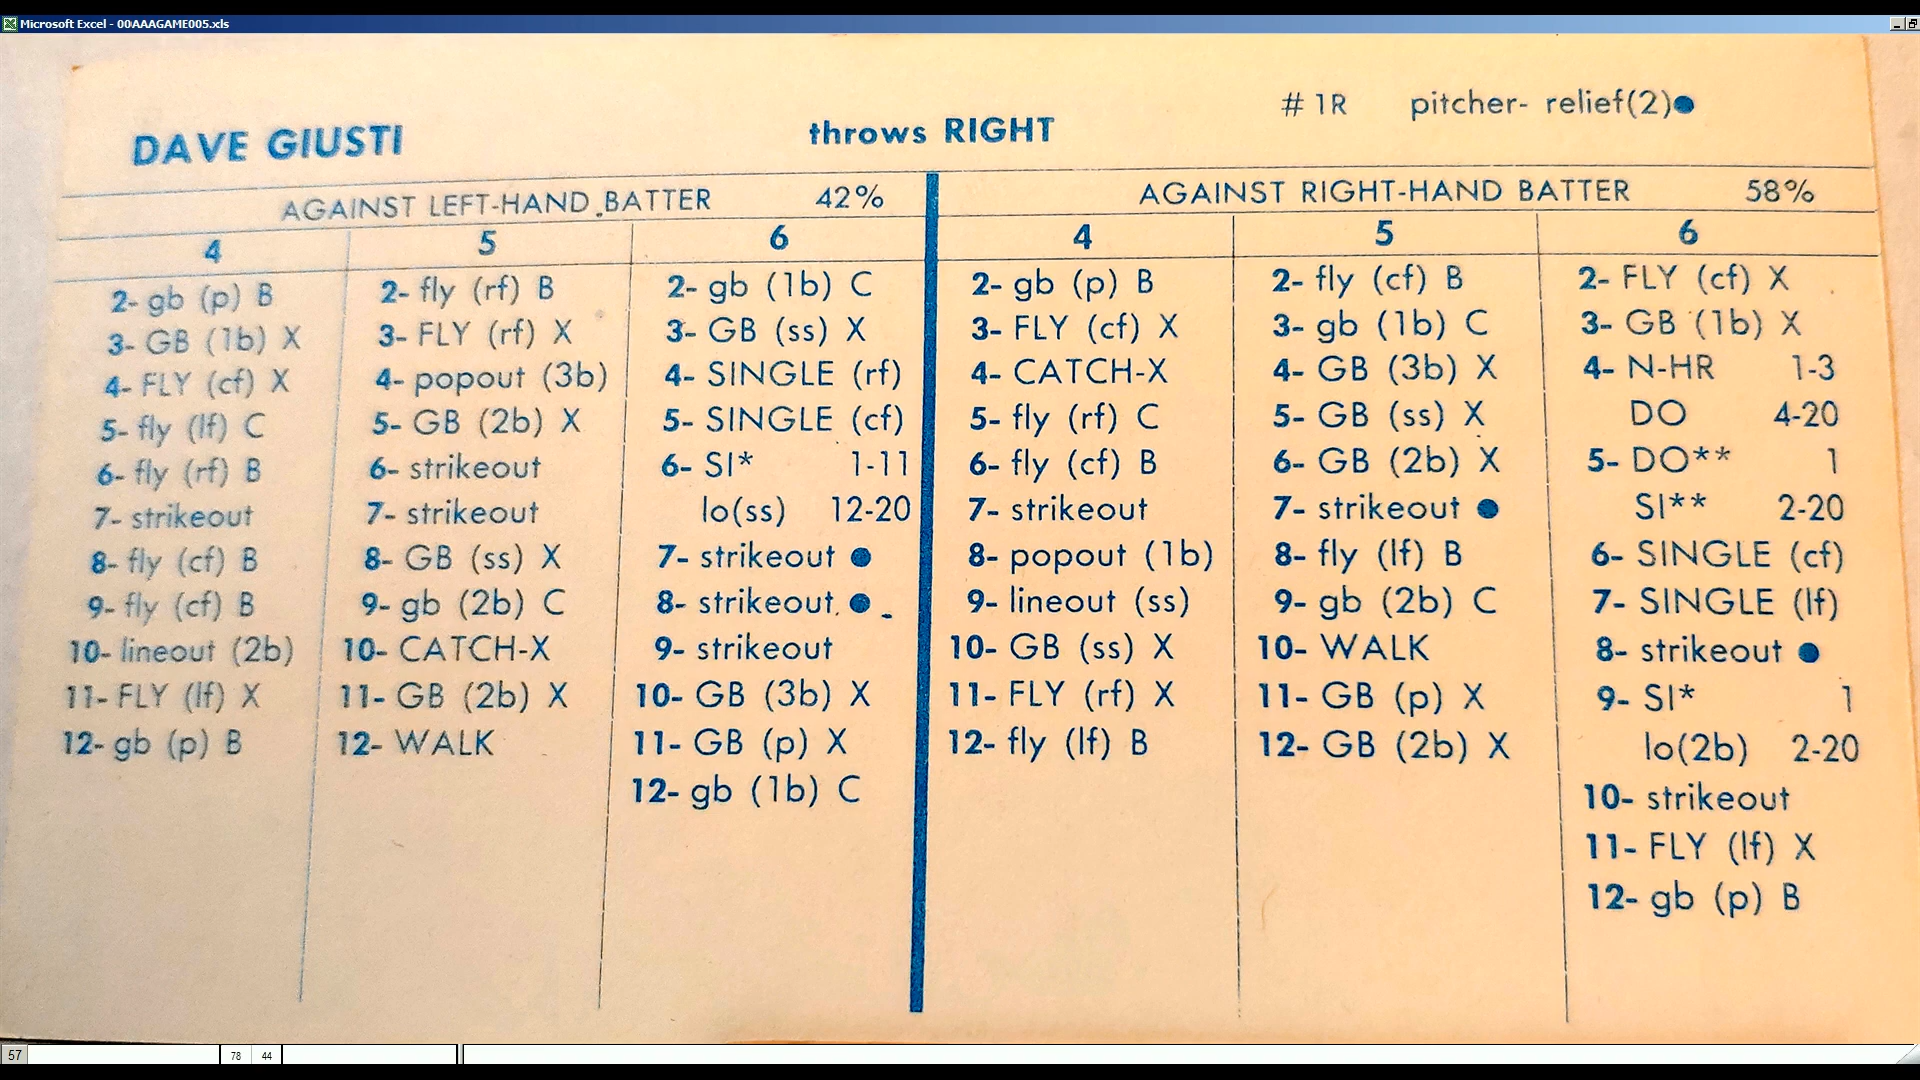 Microsoft Excel - 00AAAGAME005.xls
DAVE GIUSTI
throws RIGHT
# 1R pitcher- relief(2)●
AGAINST LEFT-HAND BATTER 42%
4
2- gb (p) B
3- GB (1b) X
4- FLY (cf) X
5- fly (lf) C
6- fly (rf) B
7- strikeout
8- fly (cf) B
9- fly (cf) B
10- lineout (2b)
11- FLY (lf) X
12- gb (p) B
5
2- fly (rf) B
3- FLY (rf) X
4- popout (3b)
5- GB (2b) X
6- strikeout
7- strikeout
8- GB (ss) X
9- gb (2b) C
10- CATCH-X
11- GB (2b) X
12- WALK
6
2- gb (1b) C
3- GB (ss) X
4- SINGLE (rf)
5- SINGLE (cf)
6- SI* 1-11
lo(ss) 12-20
7- strikeout ●
8- strikeout ●
9- strikeout
10- GB (3b) X
11- GB (p) X
12- gb (1b) C
AGAINST RIGHT-HAND BATTER 58%
4
2- gb (p) B
3- FLY (cf) X
4- CATCH-X
5- fly (rf) C
6- fly (cf) B
7- strikeout
8- popout (1b)
9- lineout (ss)
10- GB (ss) X
11- FLY (rf) X
12- fly (lf) B
5
2- fly (cf) B
3- gb (1b) C
4- GB (3b) X
5- GB (ss) X
6- GB (2b) X
7- strikeout ●
8- fly (lf) B
9- gb (2b) C
10- WALK
11- GB (p) X
12- GB (2b) X
6
2- FLY (cf) X
3- GB (1b) X
4- N-HR 1-3
DO 4-20
5- DO** 1
SI** 2-20
6- SINGLE (cf)
7- SINGLE (lf)
8- strikeout ●
9- SI* 1
lo(2b) 2-20
10- strikeout
11- FLY (lf) X
12- gb (p) B
57 78 44